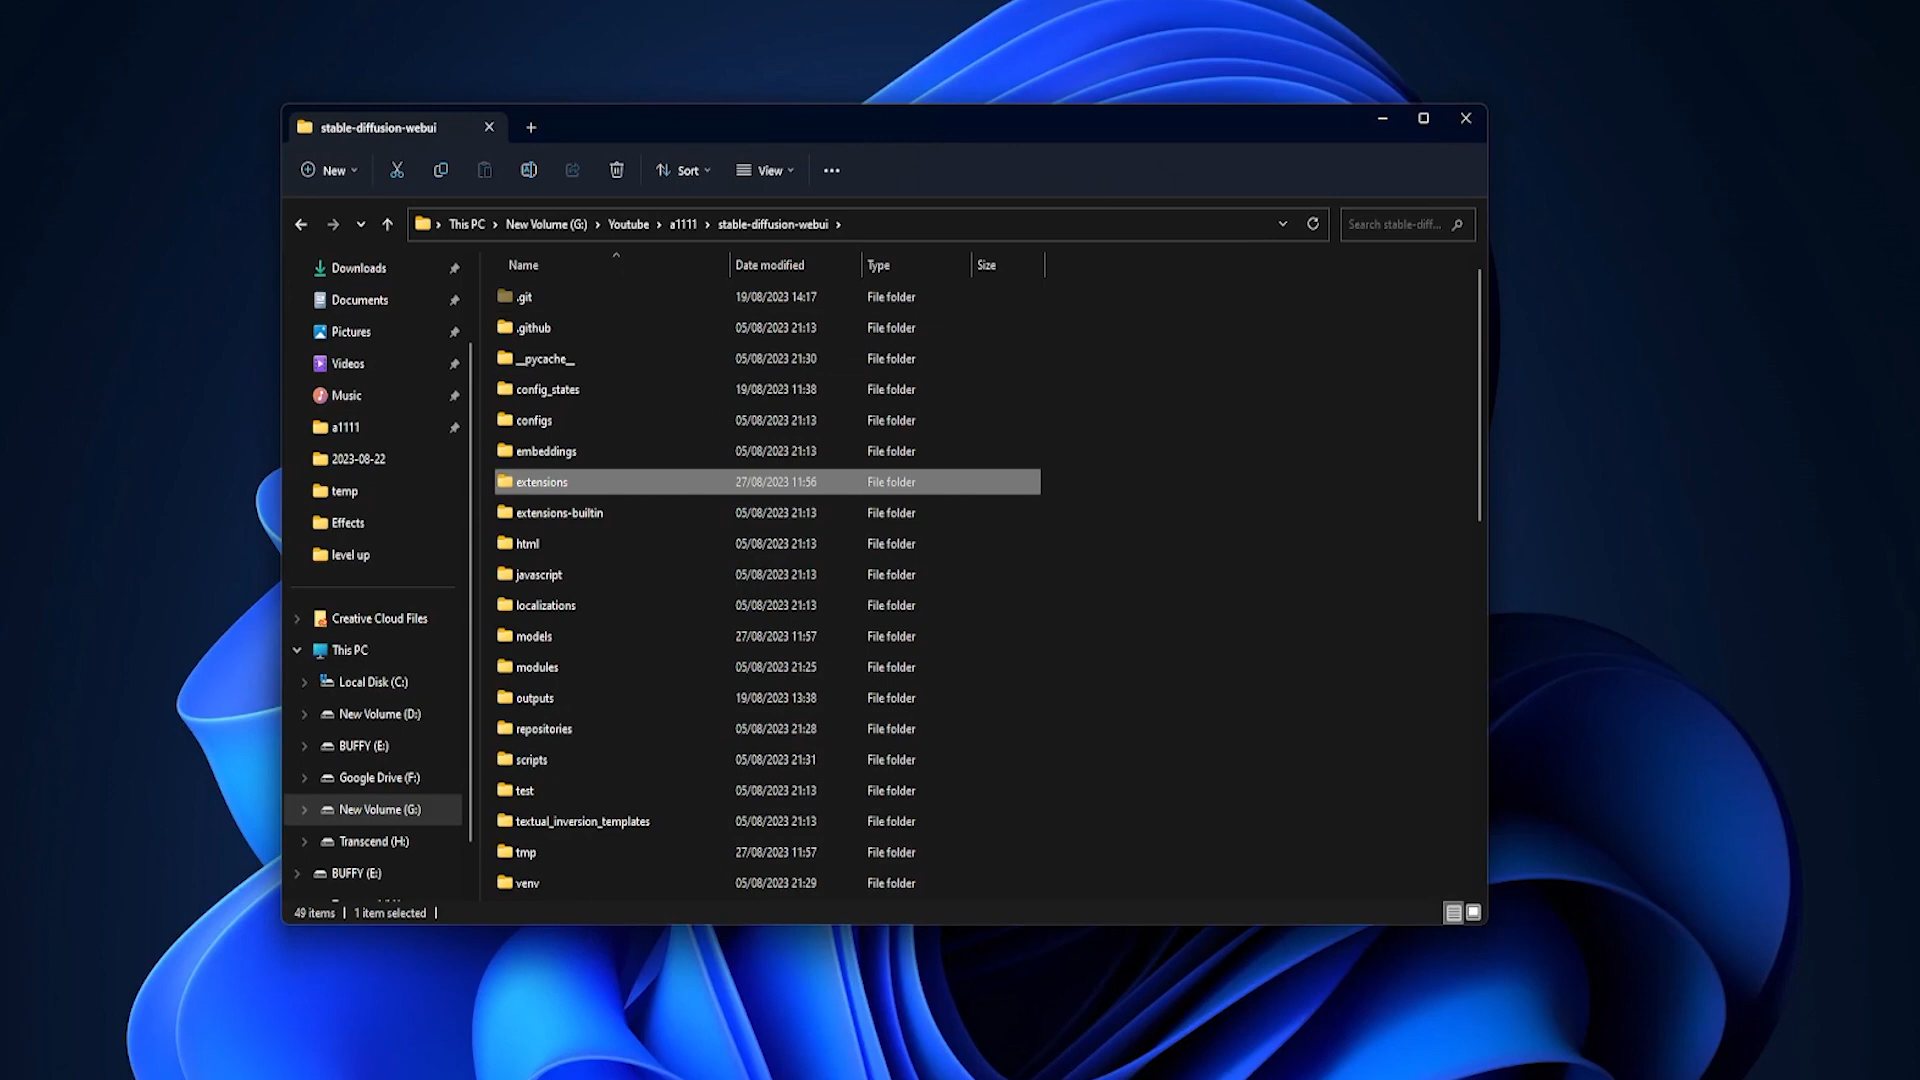 stable-diffusion-webui
New
Sort
View
This PC > New Volume (G:) > Youtube > a1111 > stable-diffusion-webui >
Search stable-diff...
Downloads
Documents
Pictures
Videos
Music
a1111
2023-08-22
temp
Effects
level up
Creative Cloud Files
This PC
Local Disk (C:)
New Volume (D:)
BUFFY (E:)
Google Drive (F:)
New Volume (G:)
Transcend (H:)
BUFFY (E:)
Name Date modified Type Size
.git 19/08/2023 14:17 File folder
.github 05/08/2023 21:13 File folder
__pycache__ 05/08/2023 21:30 File folder
config_states 19/08/2023 11:38 File folder
configs 05/08/2023 21:13 File folder
embeddings 05/08/2023 21:13 File folder
extensions 27/08/2023 11:56 File folder
extensions-builtin 05/08/2023 21:13 File folder
html 05/08/2023 21:13 File folder
javascript 05/08/2023 21:13 File folder
localizations 05/08/2023 21:13 File folder
models 27/08/2023 11:57 File folder
modules 05/08/2023 21:25 File folder
outputs 19/08/2023 13:38 File folder
repositories 05/08/2023 21:28 File folder
scripts 05/08/2023 21:31 File folder
test 05/08/2023 21:13 File folder
textual_inversion_templates 05/08/2023 21:13 File folder
tmp 27/08/2023 11:57 File folder
venv 05/08/2023 21:29 File folder
49 items | 1 item selected |